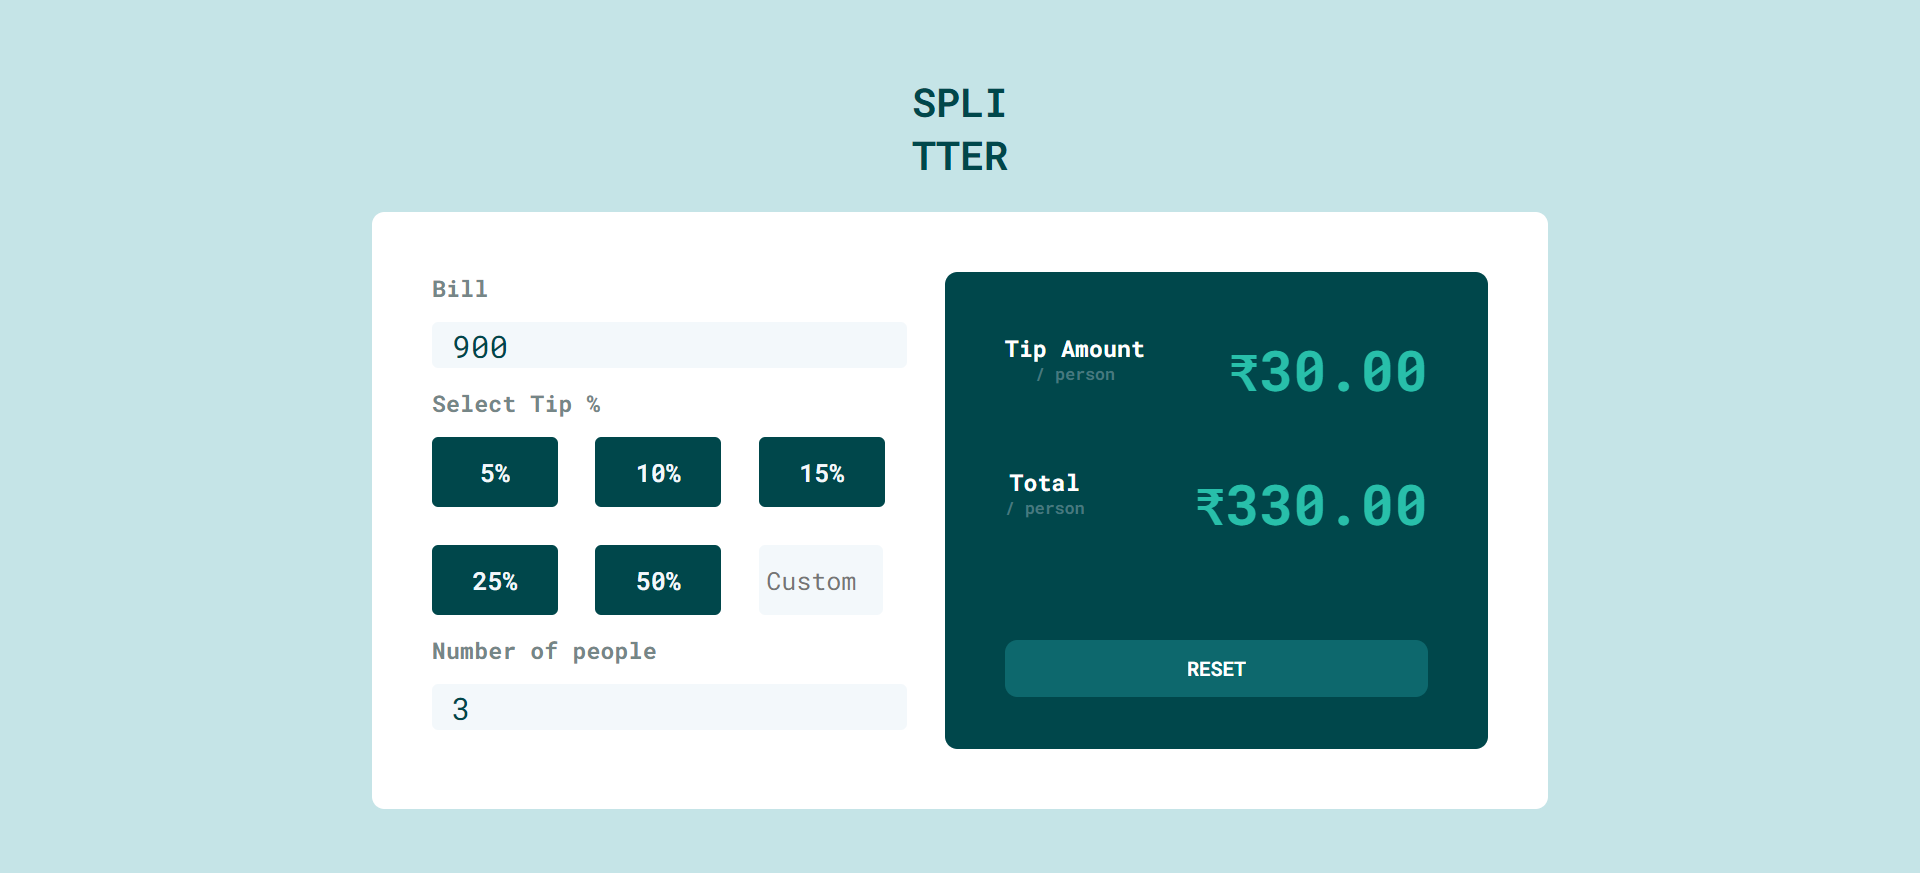 SPLI
TTER
Bill
900
Select Tip %
5% 10% 15%
25% 50% Custom
Number of people
3
Tip Amount
/ person
₹30.00
Total
/ person
₹330.00
RESET